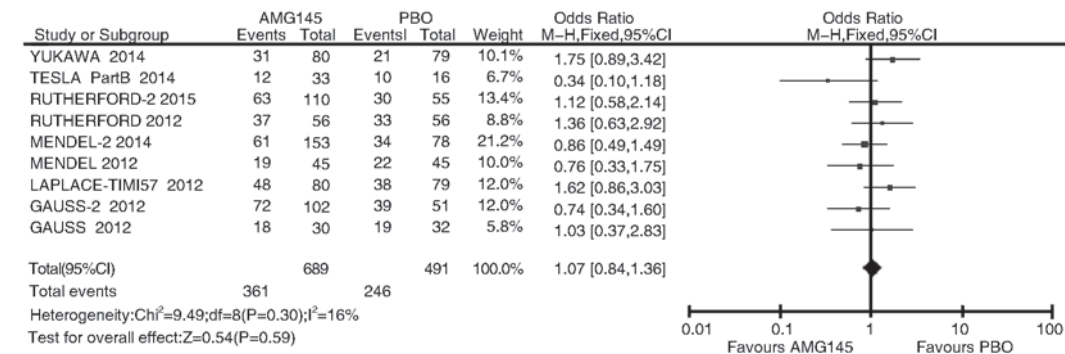 AMG145 PBO Odds Ratio Odds Ratio
Study or Subgroup Events Total Eventsl Total Weight M–H,Fixed,95%CI M–H,Fixed,95%CI
YUKAWA 2014 31 80 21 79 10.1% 1.75 [0.89,3.42]
TESLA PartB 2014 12 33 10 16 6.7% 0.34 [0.10,1.18]
RUTHERFORD-2 2015 63 110 30 55 13.4% 1.12 [0.58,2.14]
RUTHERFORD 2012 37 56 33 56 8.8% 1.36 [0.63,2.92]
MENDEL-2 2014 61 153 34 78 21.2% 0.86 [0.49,1.49]
MENDEL 2012 19 45 22 45 10.0% 0.76 [0.33,1.75]
LAPLACE-TIMI57 2012 48 80 38 79 12.0% 1.62 [0.86,3.03]
GAUSS-2 2012 72 102 39 51 12.0% 0.74 [0.34,1.60]
GAUSS 2012 18 30 19 32 5.8% 1.03 [0.37,2.83]
Total(95%CI) 689 491 100.0% 1.07 [0.84,1.36]
Total events 361 246
Heterogeneity:Chi²=9.49;df=8(P=0.30);I²=16%
Test for overall effect:Z=0.54(P=0.59)
0.01 0.1 1 10 100
Favours AMG145 Favours PBO